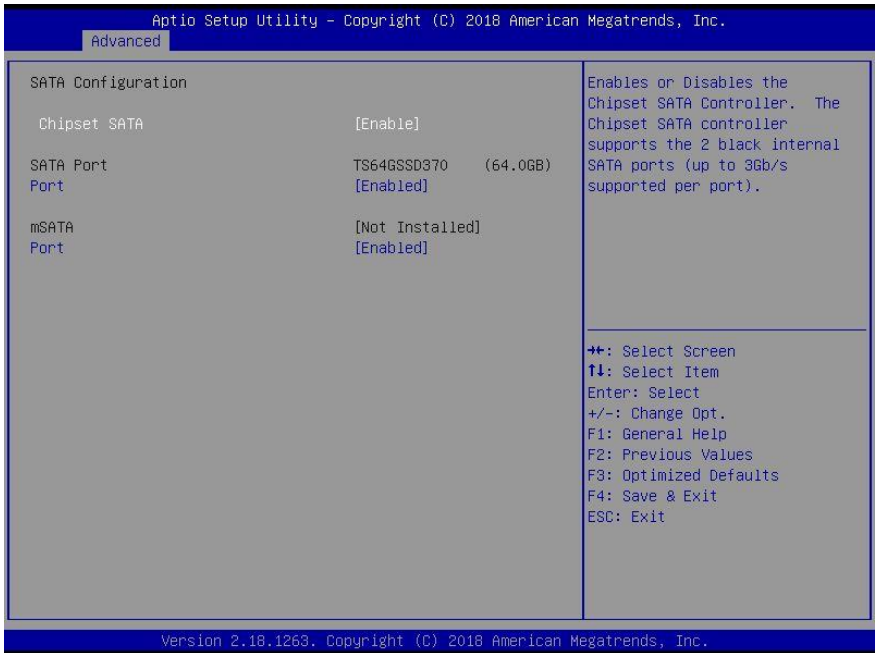 Aptio Setup Utility – Copyright (C) 2018 American Megatrends, Inc.
Advanced
SATA Configuration
Chipset SATA [Enable]
SATA Port TS64GSSD370 (64.0GB)
Port [Enabled]
mSATA [Not Installed]
Port [Enabled]
Enables or Disables the
Chipset SATA Controller. The
Chipset SATA controller
supports the 2 black internal
SATA ports (up to 3Gb/s
supported per port).
→←: Select Screen
↑↓: Select Item
Enter: Select
+/-: Change Opt.
F1: General Help
F2: Previous Values
F3: Optimized Defaults
F4: Save & Exit
ESC: Exit
Version 2.18.1263. Copyright (C) 2018 American Megatrends, Inc.